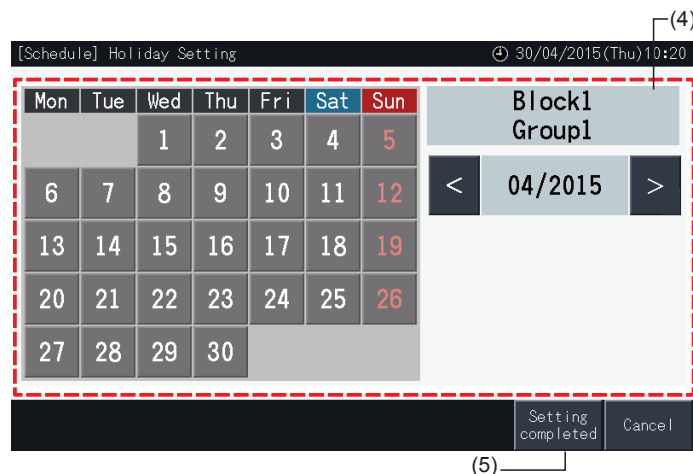 (4)
[Schedule] Holiday Setting 30/04/2015(Thu)10:20
Mon Tue Wed Thu Fri Sat Sun
1 2 3 4 5
6 7 8 9 10 11 12
13 14 15 16 17 18 19
20 21 22 23 24 25 26
27 28 29 30
Block1
Group1
< 04/2015 >
Setting
completed
Cancel
(5)